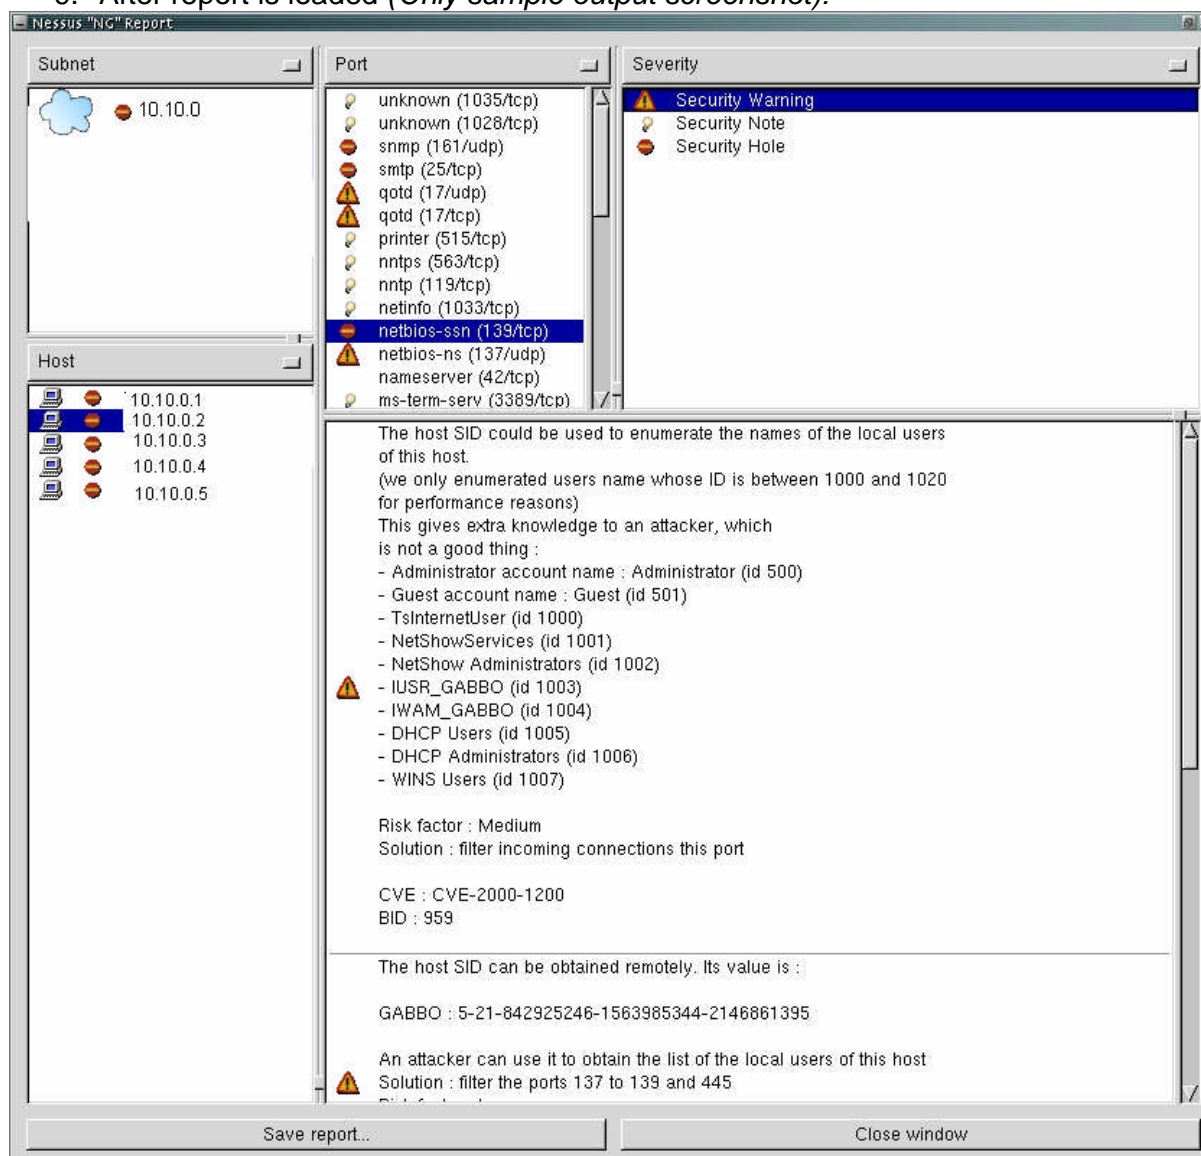 After report is loaded (Only sample output screenshot).
Nessus "NG" Report
Subnet
10.10.0
Host
10.10.0.1
10.10.0.2
10.10.0.3
10.10.0.4
10.10.0.5
Port
unknown (1035/tcp)
unknown (1028/tcp)
snmp (161/udp)
smtp (25/tcp)
qotd (17/udp)
qotd (17/tcp)
printer (515/tcp)
nntps (563/tcp)
nntp (119/tcp)
netinfo (1033/tcp)
netbios-ssn (139/tcp)
netbios-ns (137/udp)
nameserver (42/tcp)
ms-term-serv (3389/tcp)
Severity
Security Warning
Security Note
Security Hole
The host SID could be used to enumerate the names of the local users
of this host.
(we only enumerated users name whose ID is between 1000 and 1020
for performance reasons)
This gives extra knowledge to an attacker, which
is not a good thing :
- Administrator account name : Administrator (id 500)
- Guest account name : Guest (id 501)
- TsInternetUser (id 1000)
- NetShowServices (id 1001)
- NetShow Administrators (id 1002)
- IUSR_GABBO (id 1003)
- IWAM_GABBO (id 1004)
- DHCP Users (id 1005)
- DHCP Administrators (id 1006)
- WINS Users (id 1007)
Risk factor : Medium
Solution : filter incoming connections this port
CVE : CVE-2000-1200
BID : 959
The host SID can be obtained remotely. Its value is :
GABBO : 5-21-842925246-1563985344-2146861395
An attacker can use it to obtain the list of the local users of this host
Solution : filter the ports 137 to 139 and 445
Save report...
Close window